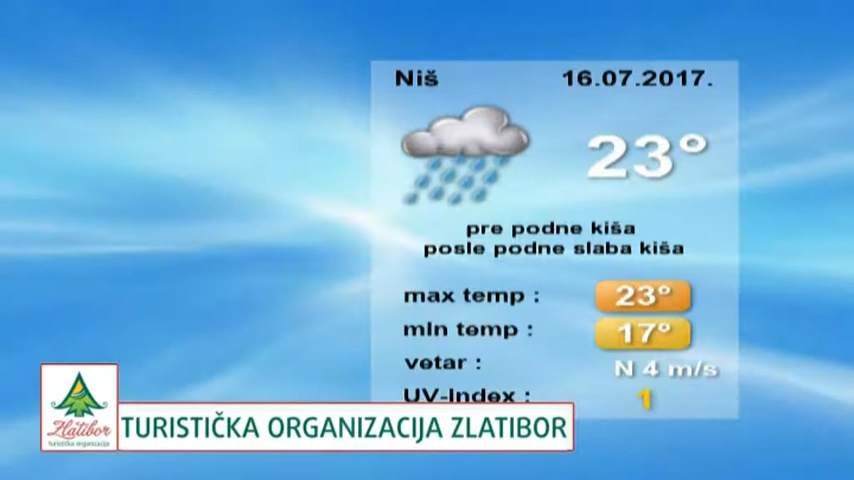 Niš 16.07.2017.
23°
pre podne kiša
posle podne slaba kiša
max temp : 23°
min temp : 17°
vetar : N 4 m/s
UV-Index : 1
Zlatibor
turistička organizacija
TURISTIČKA ORGANIZACIJA ZLATIBOR